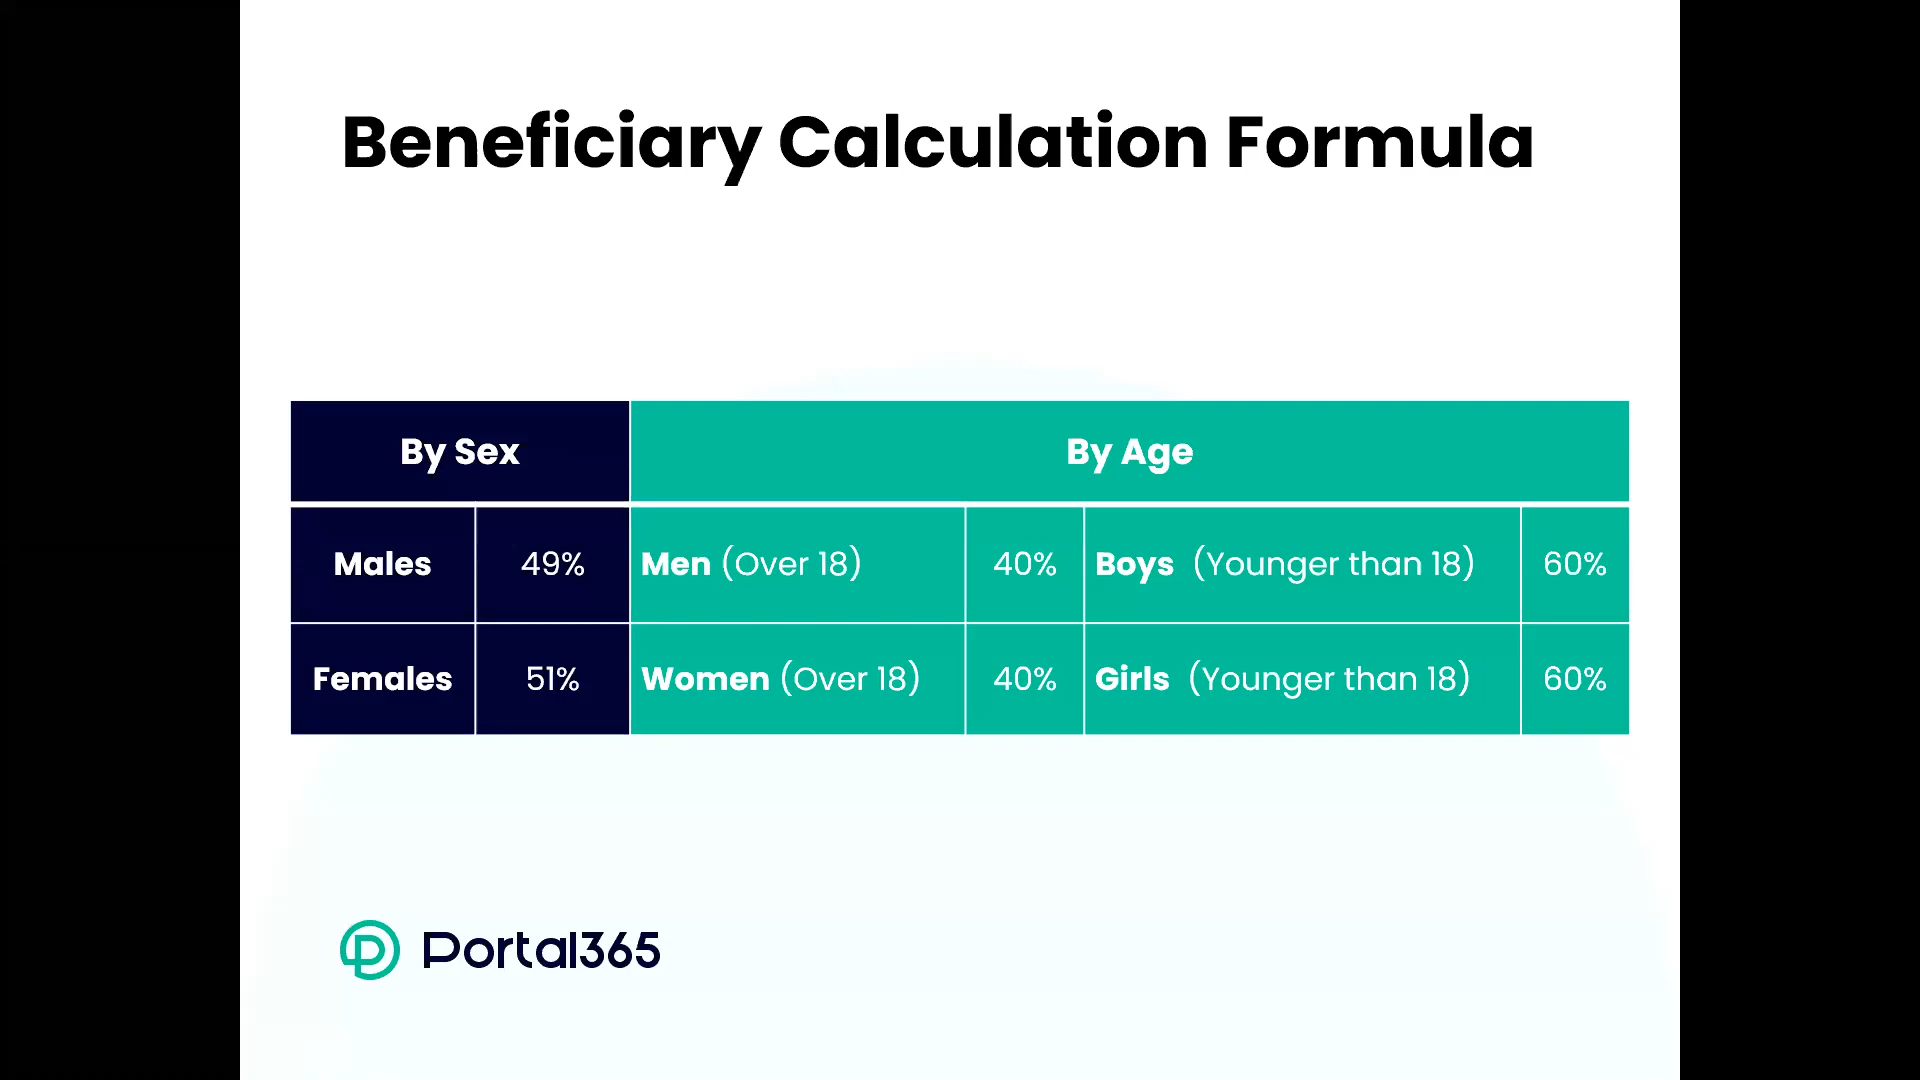 Beneficiary Calculation Formula
By Sex By Age
Males 49% Men (Over 18) 40% Boys (Younger than 18) 60%
Females 51% Women (Over 18) 40% Girls (Younger than 18) 60%
Portal365